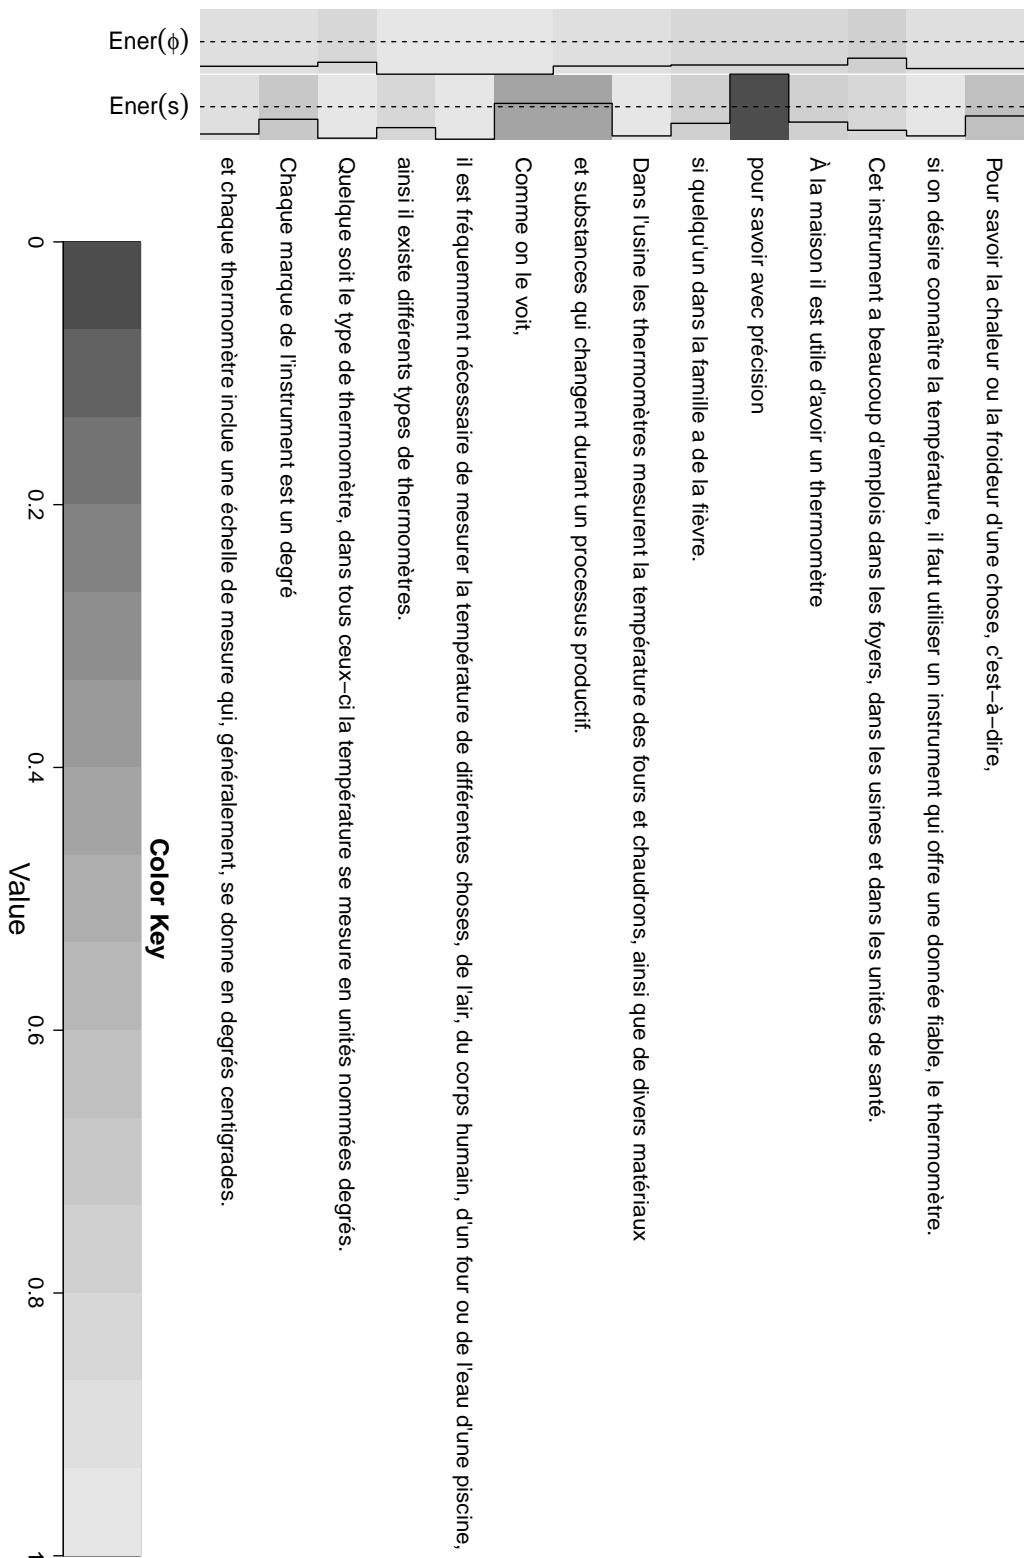 Ener(ϕ)
Ener(s)
Pour savoir la chaleur ou la froideur d'une chose, c'est−à−dire,
si on désire connaître la température, il faut utiliser un instrument qui offre une donnée fiable, le thermomètre.
Cet instrument a beaucoup d'emplois dans les foyers, dans les usines et dans les unités de santé.
À la maison il est utile d'avoir un thermomètre
pour savoir avec précision
si quelqu'un dans la famille a de la fièvre.
Dans l'usine les thermomètres mesurent la température des fours et chaudrons, ainsi que de divers matériaux
et substances qui changent durant un processus productif.
Comme on le voit,
il est fréquemment nécessaire de mesurer la température de différentes choses, de l'air, du corps humain, d'un four ou de l'eau d'une piscine,
ainsi il existe différents types de thermomètres.
Quelque soit le type de thermomètre, dans tous ceux−ci la température se mesure en unités nommées degrés.
Chaque marque de l'instrument est un degré
et chaque thermomètre inclue une échelle de mesure qui, généralement, se donne en degrés centigrades.
Color Key
0 0.2 0.4 0.6 0.8 1
Value